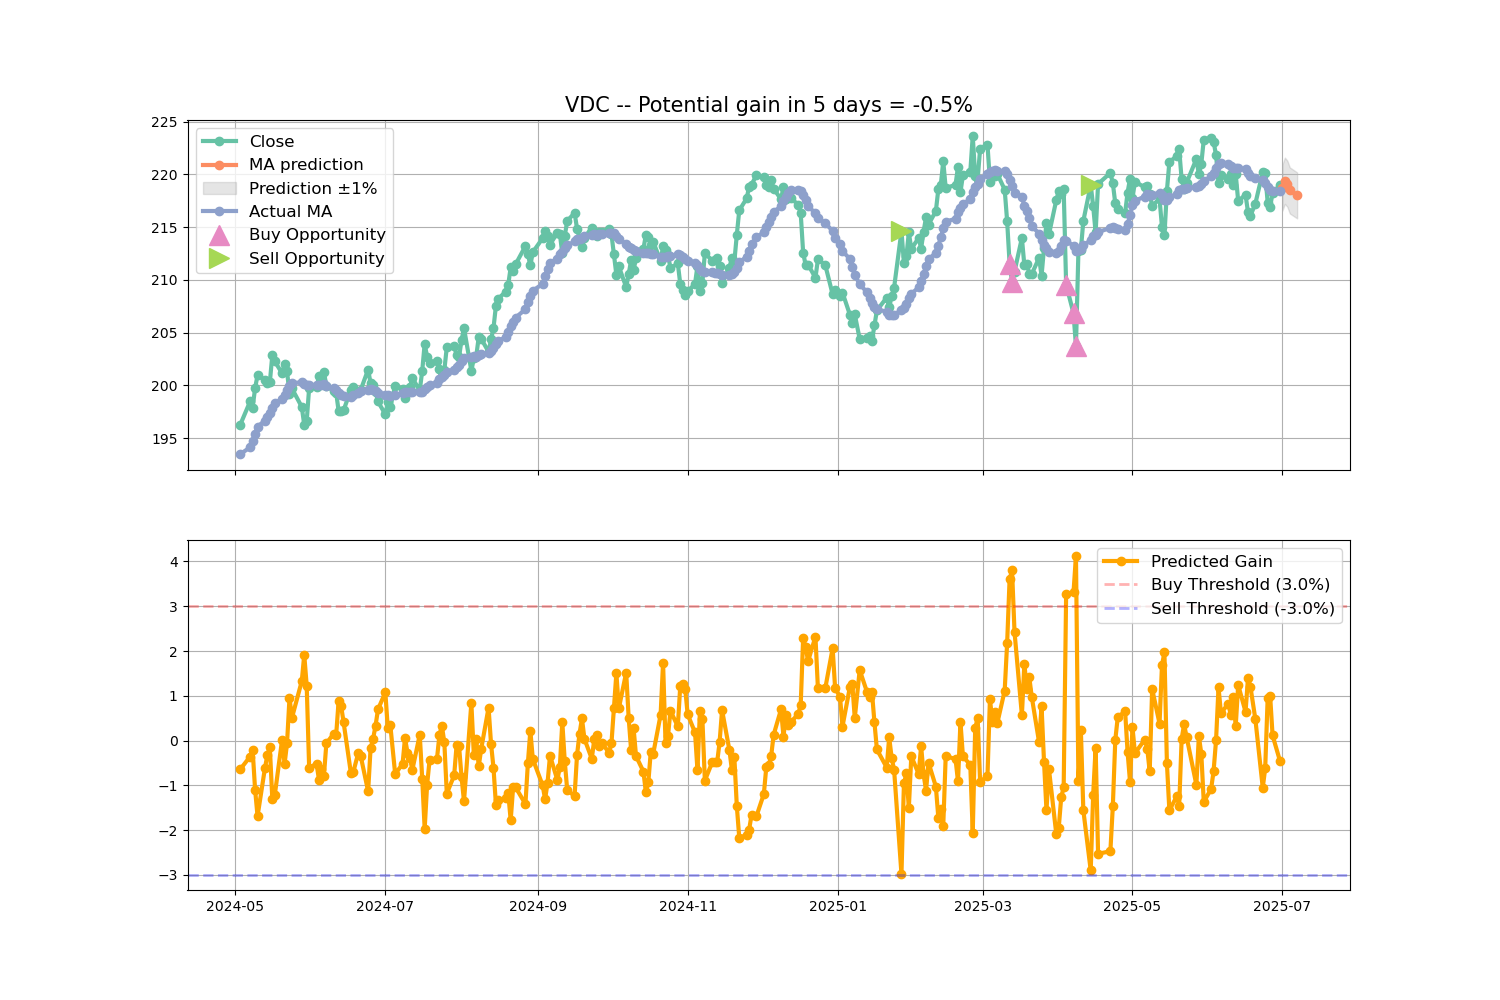 VDC -- Potential gain in 5 days = -0.5%
225
220
215
210
205
200
195
Close
MA prediction
Prediction ±1%
Actual MA
Buy Opportunity
Sell Opportunity
4
3
2
1
0
−1
−2
−3
Predicted Gain
Buy Threshold (3.0%)
Sell Threshold (-3.0%)
2024-05
2024-07
2024-09
2024-11
2025-01
2025-03
2025-05
2025-07